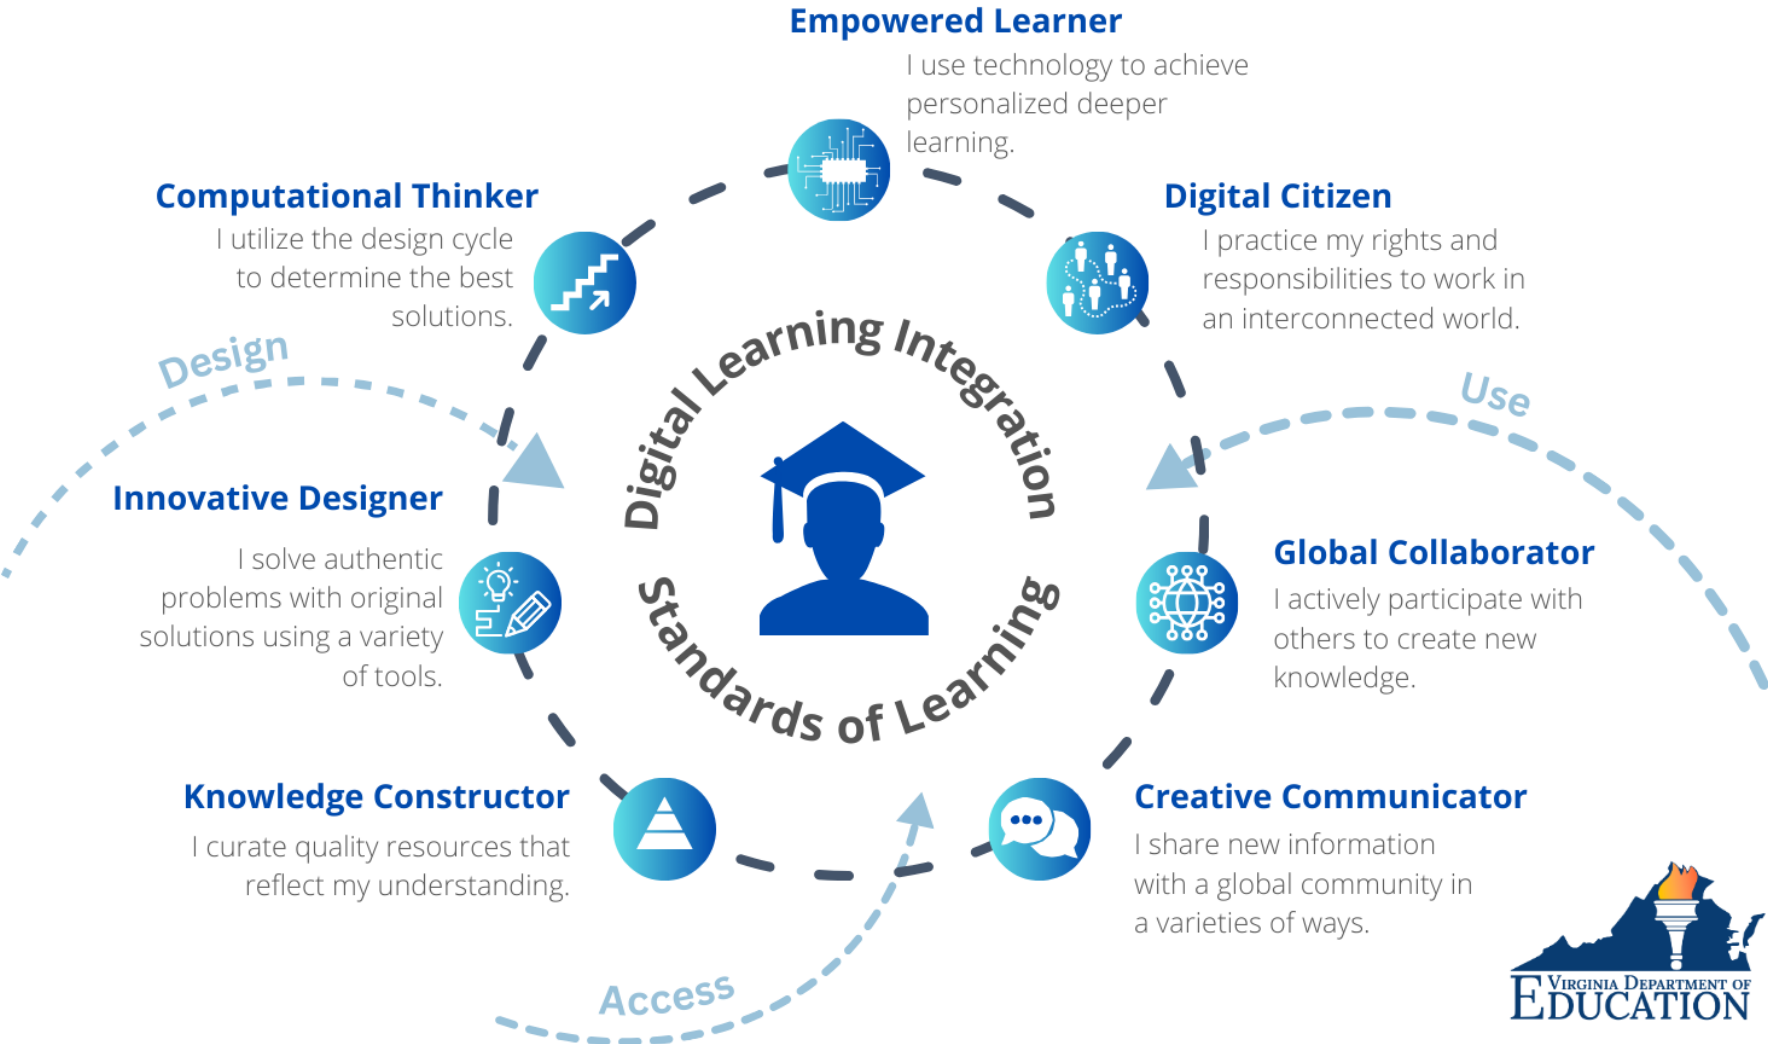 Empowered Learner
I use technology to achieve
personalized deeper
learning.
Computational Thinker
I utilize the design cycle
to determine the best
solutions.
Digital Citizen
I practice my rights and
responsibilities to work in
an interconnected world.
Design
Use
Digital Learning Integration
Standards of Learning
Innovative Designer
I solve authentic
problems with original
solutions using a variety
of tools.
Global Collaborator
I actively participate with
others to create new
knowledge.
Knowledge Constructor
I curate quality resources that
reflect my understanding.
Creative Communicator
I share new information
with a global community in
a varieties of ways.
Access
VIRGINIA DEPARTMENT OF
EDUCATION